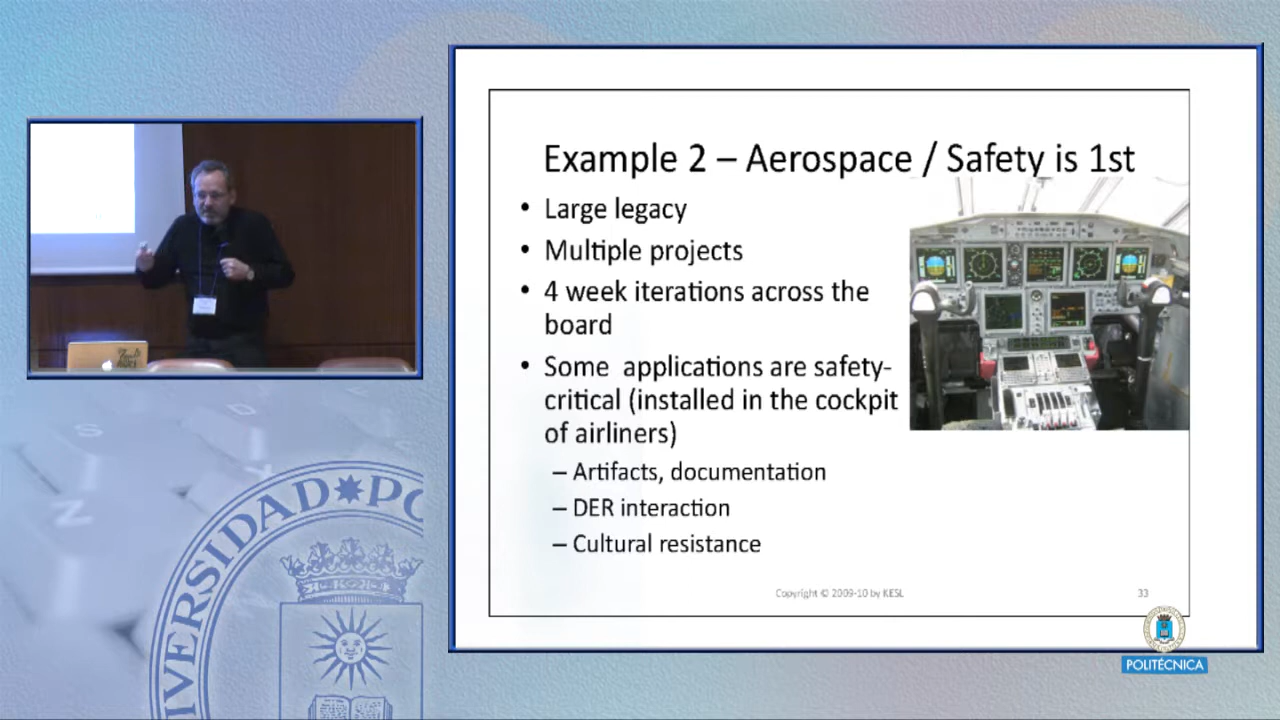 Example 2 – Aerospace / Safety is 1st
• Large legacy
• Multiple projects
• 4 week iterations across the
board
• Some applications are safety-
critical (installed in the cockpit
of airliners)
– Artifacts, documentation
– DER interaction
– Cultural resistance
Copyright © 2009-10 by KESL
33
POLITÉCNICA
VERSIDAD PO